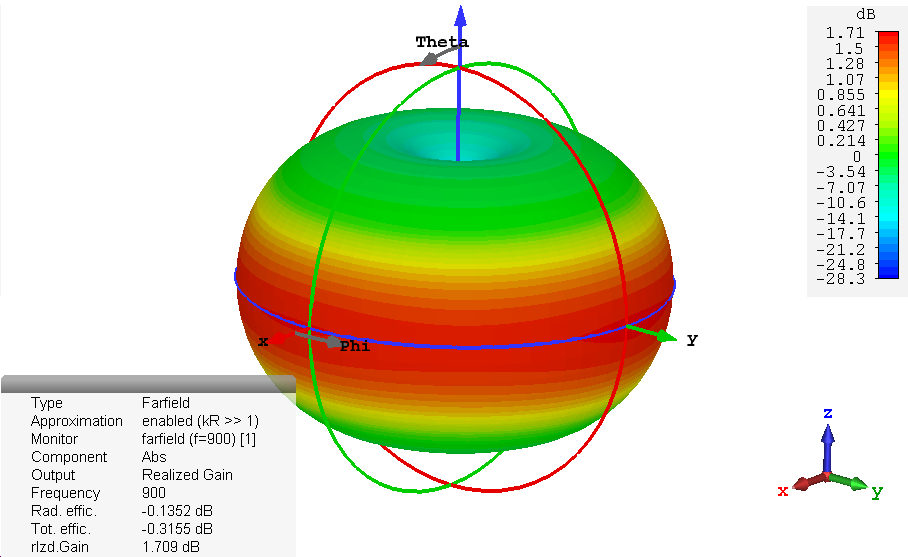 dB
1.71
1.5
1.28
1.07
0.855
0.641
0.427
0.214
0
-3.54
-7.07
-10.6
-14.1
-17.7
-21.2
-24.8
-28.3
Theta
x
Phi
y
Type Farfield
Approximation enabled (kR >> 1)
Monitor farfield (f=900) [1]
Component Abs
Output Realized Gain
Frequency 900
Rad. effic. -0.1352 dB
Tot. effic. -0.3155 dB
rlzd.Gain 1.709 dB
z
x
y